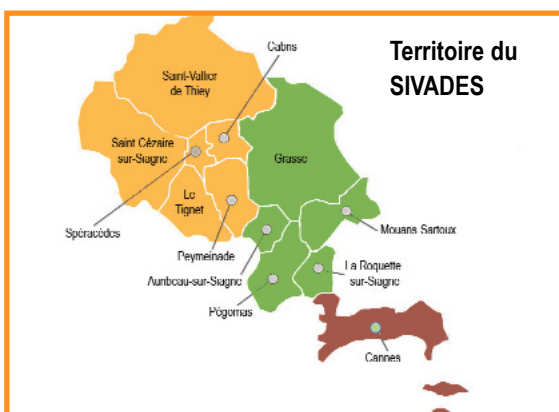 Territoire du
SIVADES
Cabris
Saint-Vallier
de Thiey
Saint Cézaire
sur-Siagne
Grasse
Le
Tignet
Spéracèdes
Mouans Sartoux
Peymeinade
La Roquette
sur-Siagne
Auribeau-sur-Siagne
Pégomas
Cannes